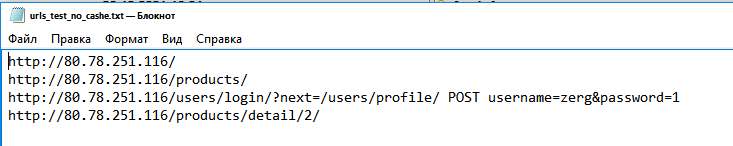 urls_test_no_cashe.txt — Блокнот
Файл Правка Формат Вид Справка
http://80.78.251.116/
http://80.78.251.116/products/
http://80.78.251.116/users/login/?next=/users/profile/ POST username=zerg&password=1
http://80.78.251.116/products/detail/2/